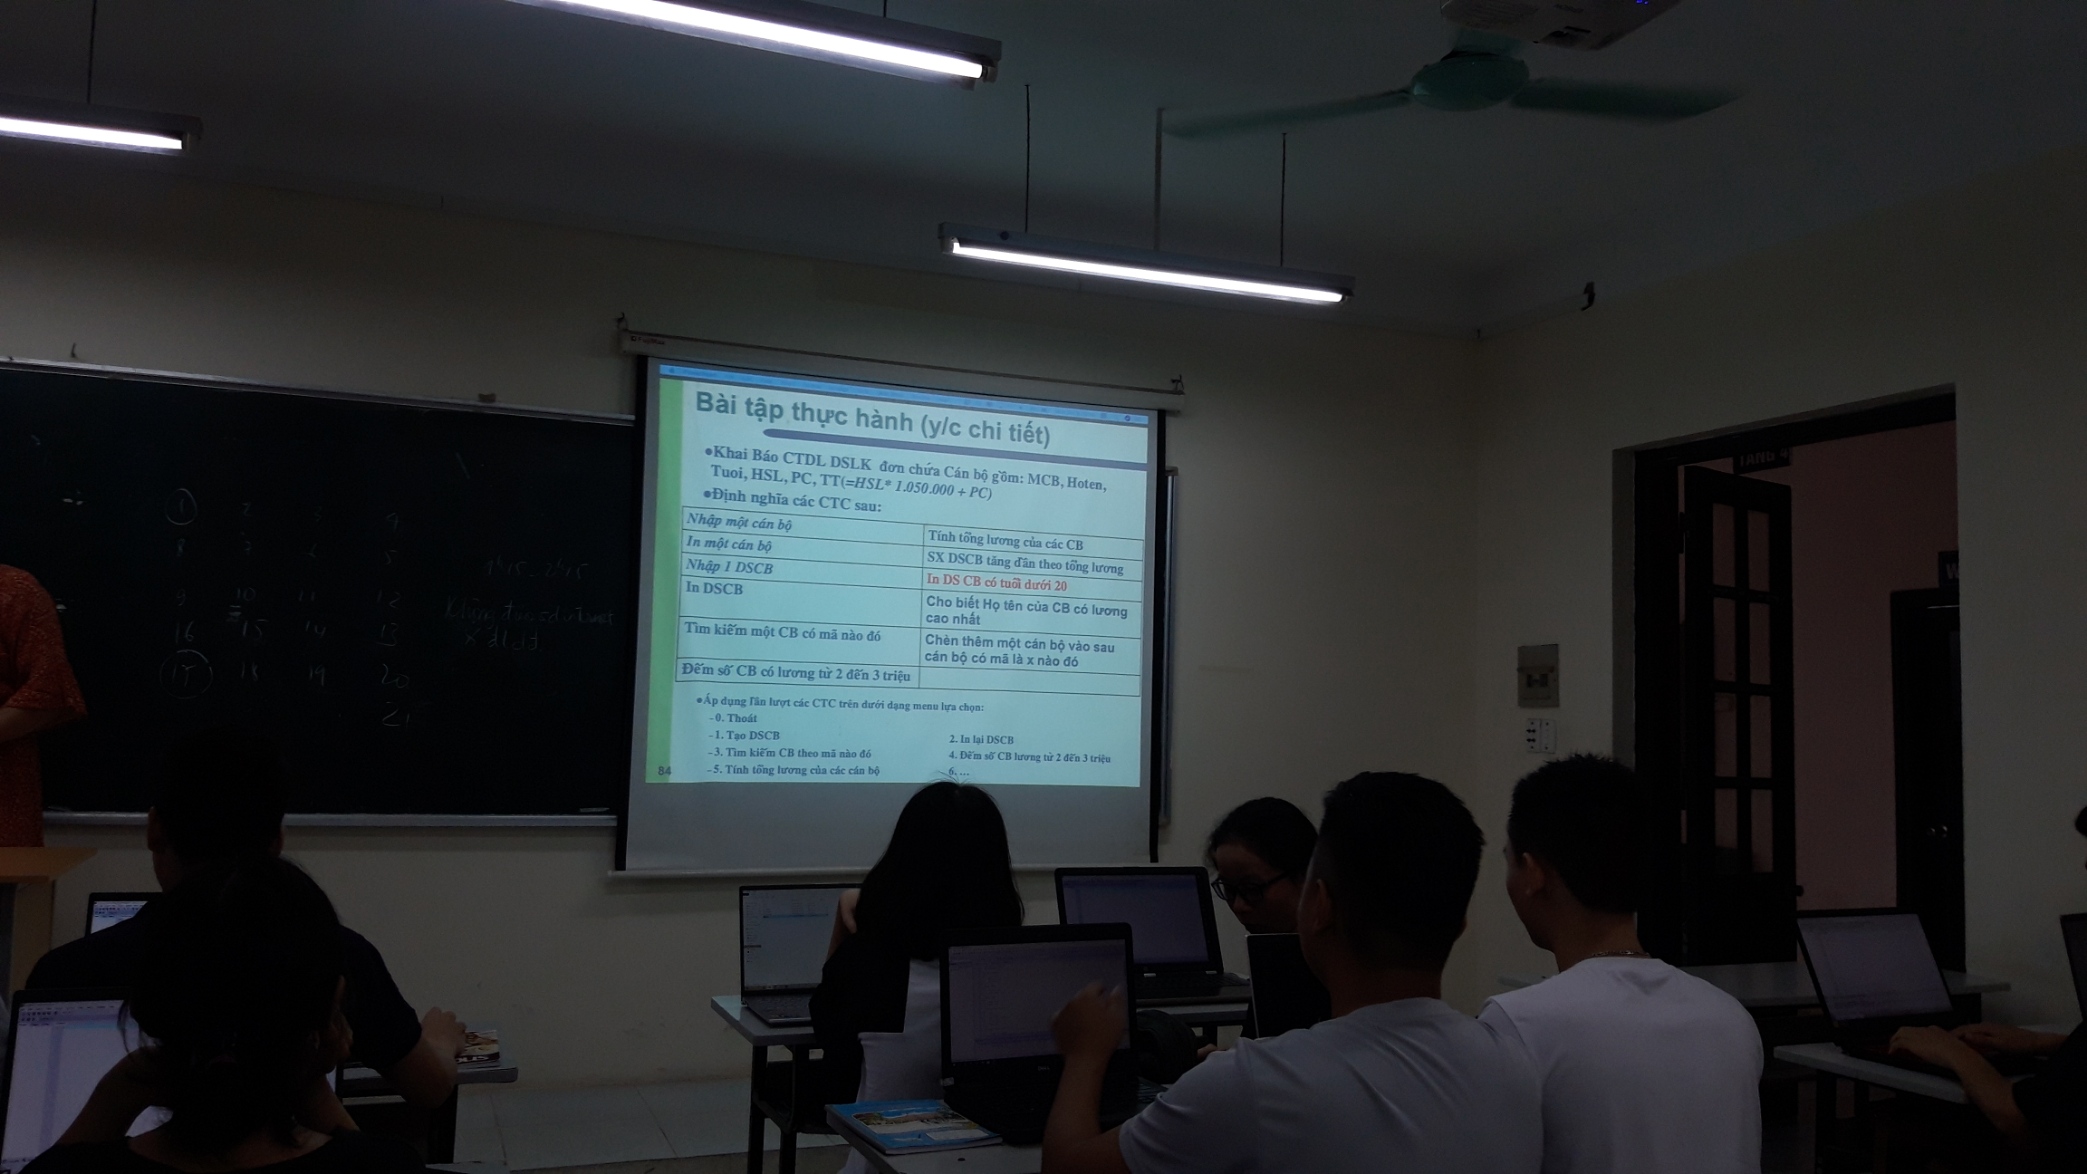 Bài tập thực hành (y/c chi tiết)
●Khai Báo CTDL DSLK đơn chứa Cán bộ gồm: MCB, Hoten,
Tuoi, HSL, PC, TT(=HSL* 1.050.000 + PC)
●Định nghĩa các CTC sau:
Nhập một cán bộ
Tính tổng lương của các CB
In một cán bộ
SX DSCB tăng dần theo tổng lương
Nhập 1 DSCB
In DS CB có tuổi dưới 20
In DSCB
Cho biết Họ tên của CB có lương
cao nhất
Tìm kiếm một CB có mã nào đó
Chèn thêm một cán bộ vào sau
cán bộ có mã là x nào đó
Đếm số CB có lương từ 2 đến 3 triệu
●Áp dụng lần lượt các CTC trên dưới dạng menu lựa chọn:
–0. Thoát
–1. Tạo DSCB 2. In lại DSCB
–3. Tìm kiếm CB theo mã nào đó 4. Đếm số CB lương từ 2 đến 3 triệu
–5. Tính tổng lương của các cán bộ 6. ...
84
1 2 3 4
8 7 6 5
9 10 11 12
16 15 14 13
17 18 19 20
21
TẦNG 4
W